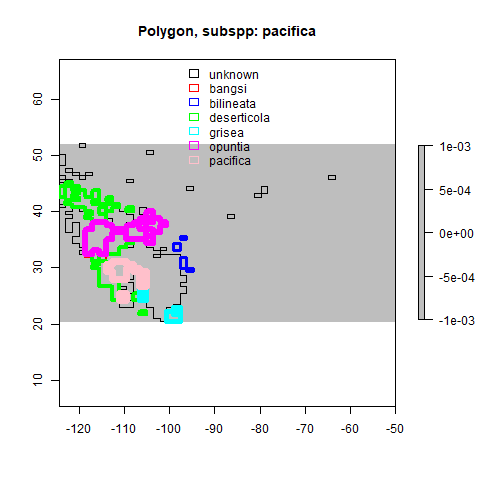 Polygon, subspp: pacifica
unknown
bangsi
bilineata
deserticola
grisea
opuntia
pacifica
60
50
40
30
20
10
-120 -110 -100 -90 -80 -70 -60 -50
1e-03
5e-04
0e+00
-5e-04
-1e-03